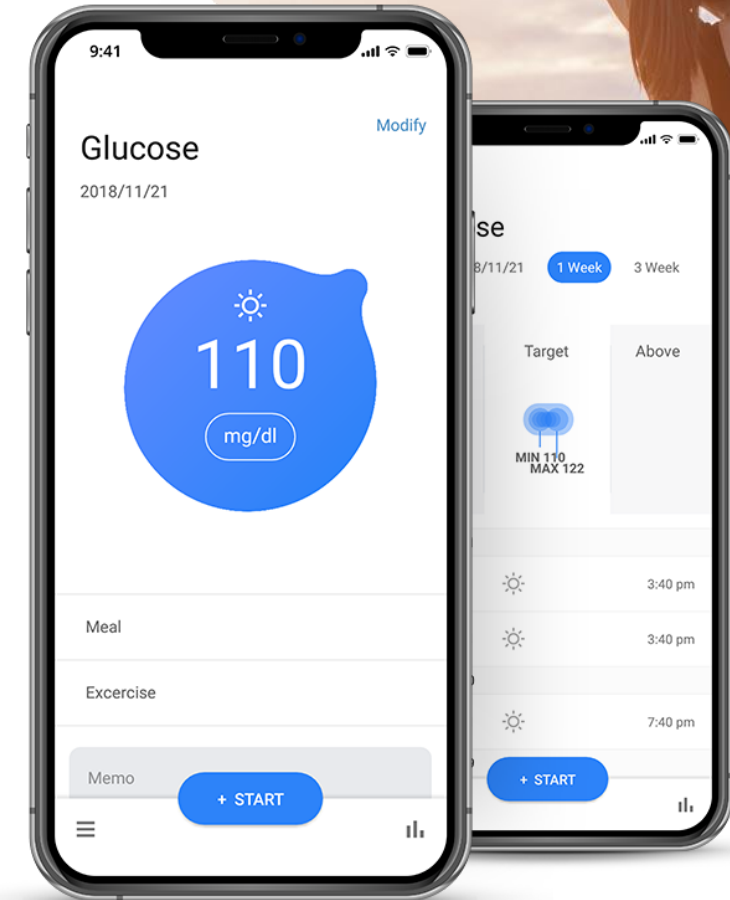 9:41
Modify
Glucose
2018/11/21
110
mg/dl
Meal
Excercise
Memo
+ START
se
8/11/21 1 Week 3 Week
Target Above
MIN 110
MAX 122
3:40 pm
3:40 pm
7:40 pm
+ START